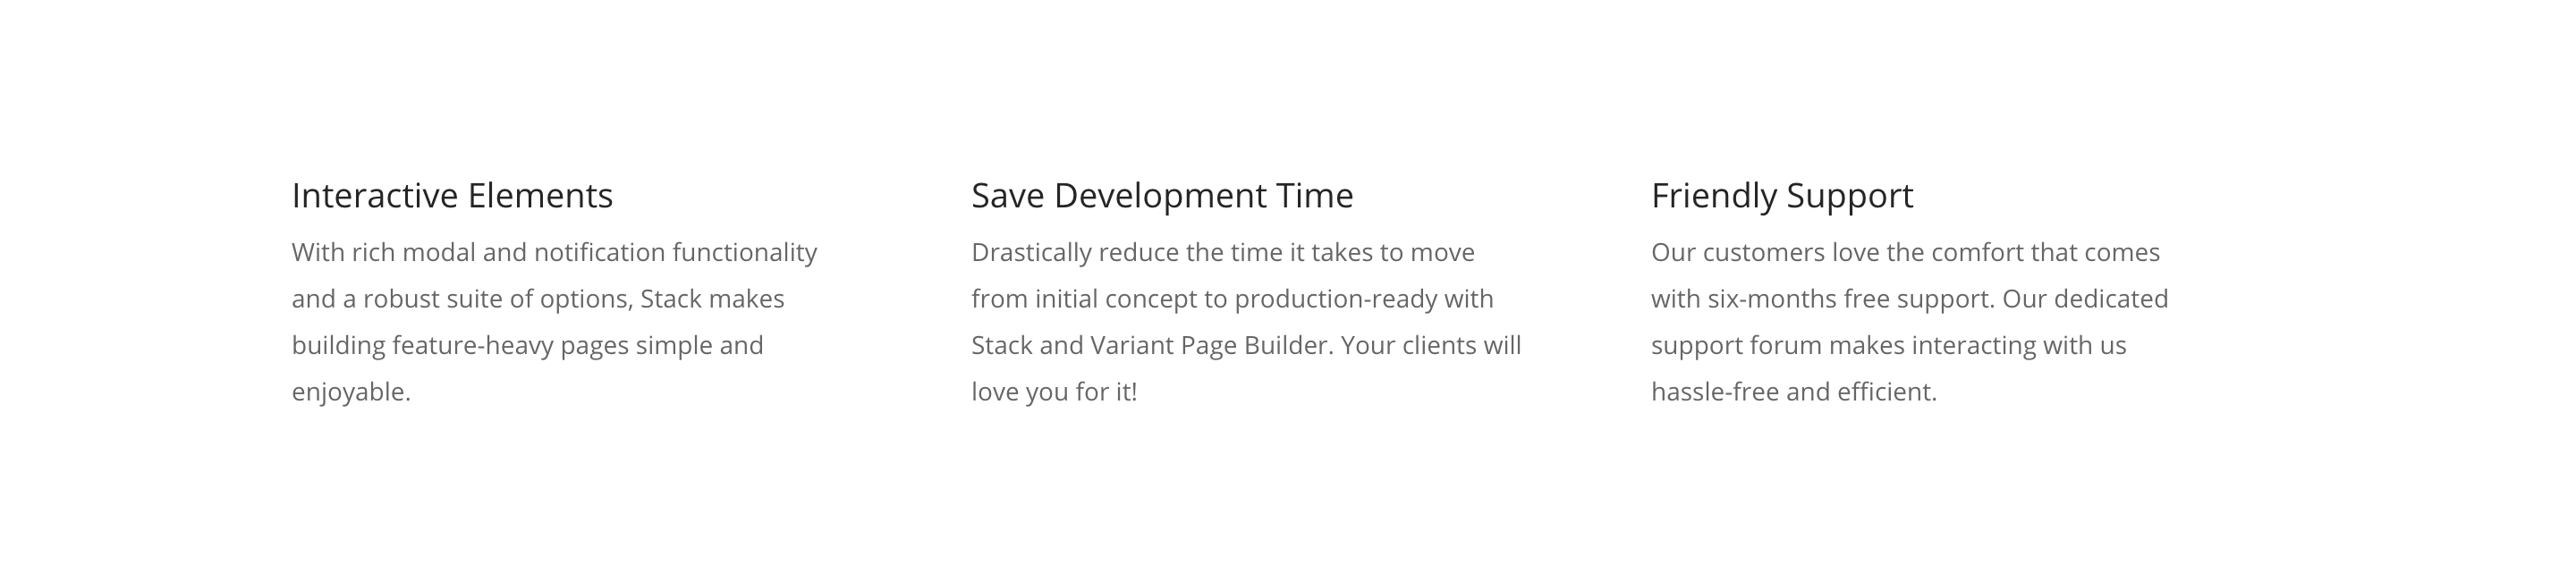 Interactive Elements
With rich modal and notification functionality
and a robust suite of options, Stack makes
building feature-heavy pages simple and
enjoyable.
Save Development Time
Drastically reduce the time it takes to move
from initial concept to production-ready with
Stack and Variant Page Builder. Your clients will
love you for it!
Friendly Support
Our customers love the comfort that comes
with six-months free support. Our dedicated
support forum makes interacting with us
hassle-free and efficient.